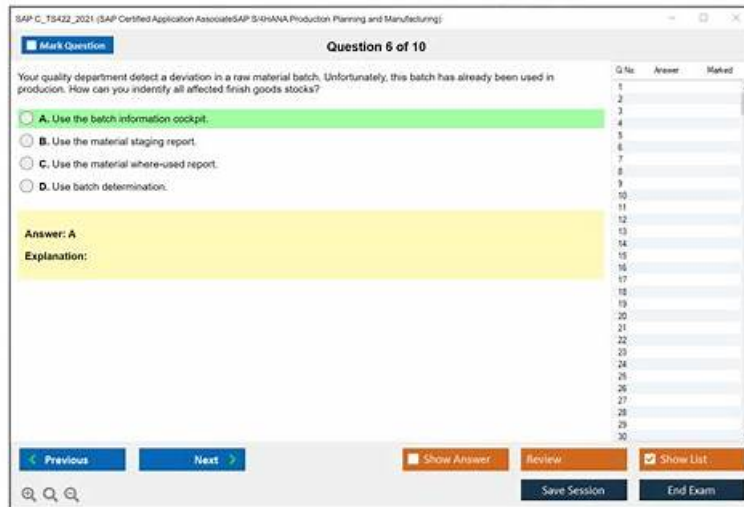 SAP C_TS422_2021 (SAP Certified Application AssociateSAP S/4HANA Production Planning and Manufacturing)
Mark Question
Question 6 of 10
Your quality department detect a deviation in a raw material batch. Unfortunately, this batch has already been used in
producion. How can you indentify all affected finish goods stocks?
A. Use the batch information cockpit.
B. Use the material staging report.
C. Use the material where-used report.
D. Use batch determination.
Answer: A
Explanation:
Q No. Answer Marked
1
2
3
4
5
6
7
8
9
10
11
12
13
14
15
16
17
18
19
20
21
22
23
24
25
26
27
28
29
30
Previous
Next
Show Answer
Review
Show List
Save Session
End Exam